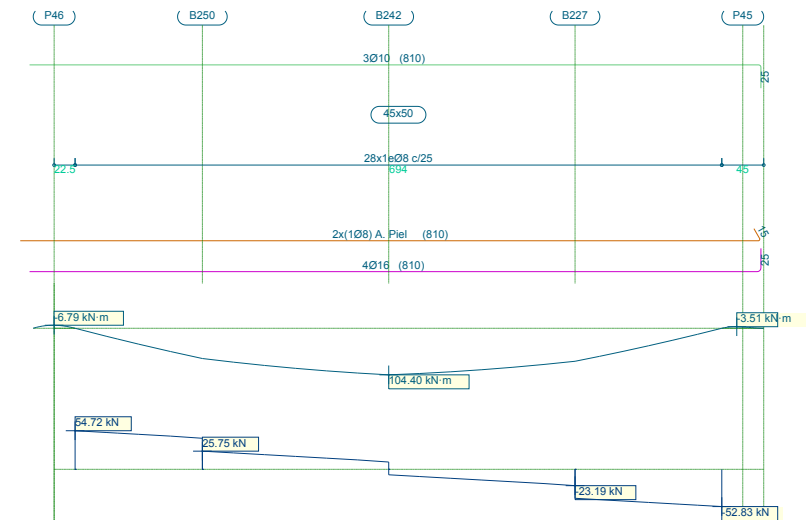 P46 B250 B242 B227 P45
3Ø10 (810)
25
45x50
28x1eØ8 c/25
22.5 694 45
2x(1Ø8) A. Piel (810)
15
4Ø16 (810)
25
-6.79 kN·m
-3.51 kN·m
104.40 kN·m
54.72 kN
25.75 kN
-23.19 kN
-52.83 kN